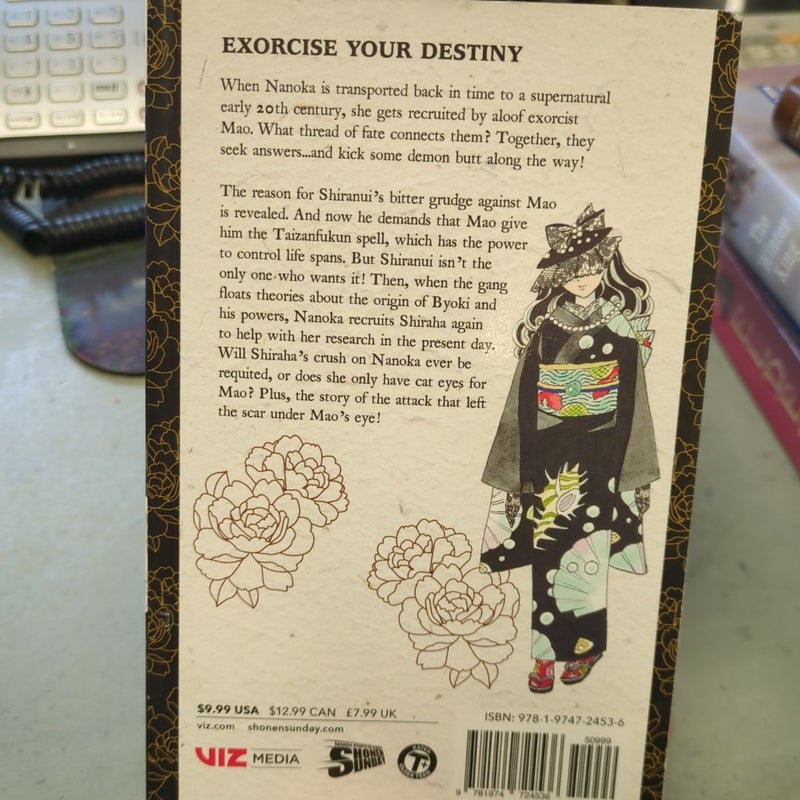 EXORCISE YOUR DESTINY
When Nanoka is transported back in time to a supernatural
early 20th century, she gets recruited by aloof exorcist
Mao. What thread of fate connects them? Together, they
seek answers...and kick some demon butt along the way!
The reason for Shiranui's bitter grudge against Mao
is revealed. And now he demands that Mao give
him the Taizanfukun spell, which has the power
to control life spans. But Shiranui isn't the
only one who wants it! Then, when the gang
floats theories about the origin of Byoki and
his powers, Nanoka recruits Shiraha again
to help with her research in the present day.
Will Shiraha's crush on Nanoka ever be
requited, or does she only have cat eyes for
Mao? Plus, the story of the attack that left
the scar under Mao's eye!
$9.99 USA $12.99 CAN £7.99 UK
viz.com shonensunday.com
VIZ MEDIA
SHONEN
SUNDAY
RATED
T+
OLDER TEEN
ISBN: 978-1-9747-2453-6
50999
9 781974 724536